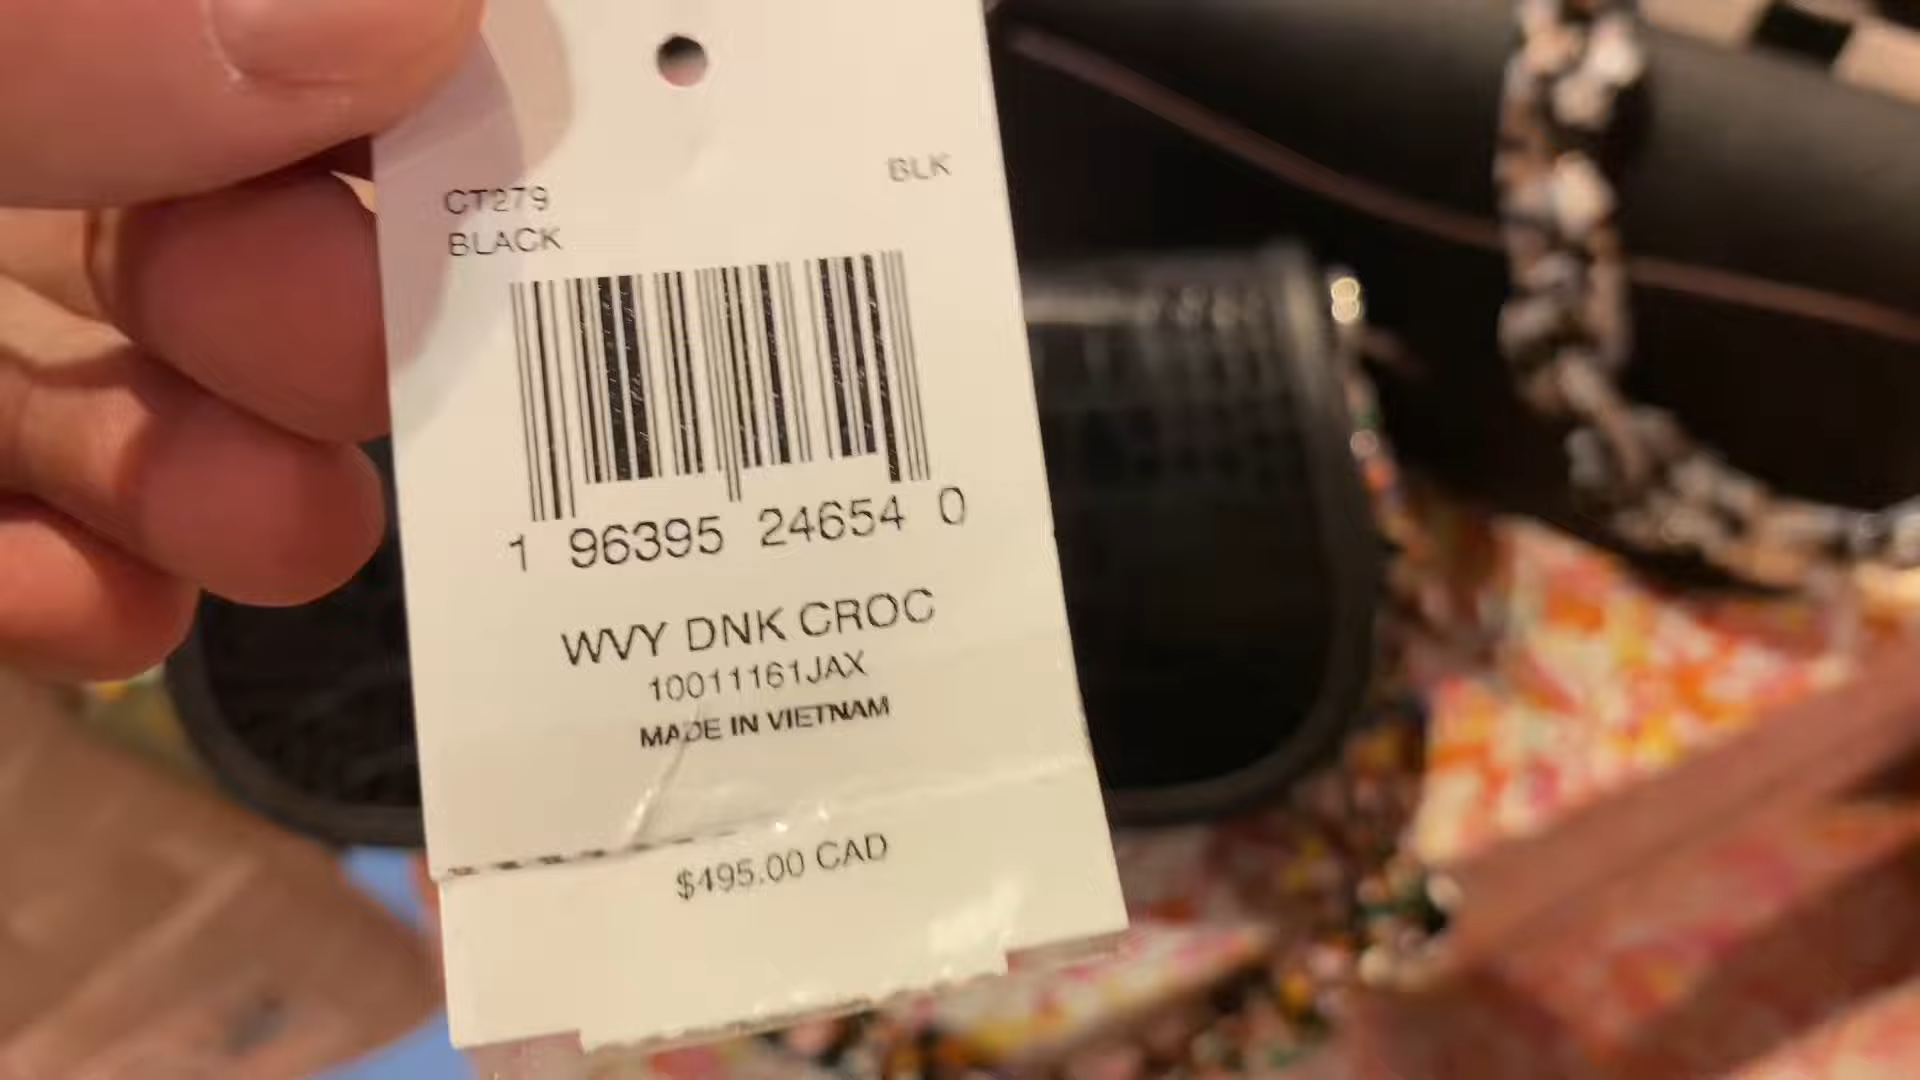 CT279 BLK
BLACK
1 96395 24654 0
WVY DNK CROC
10011161JAX
MADE IN VIETNAM
$495.00 CAD